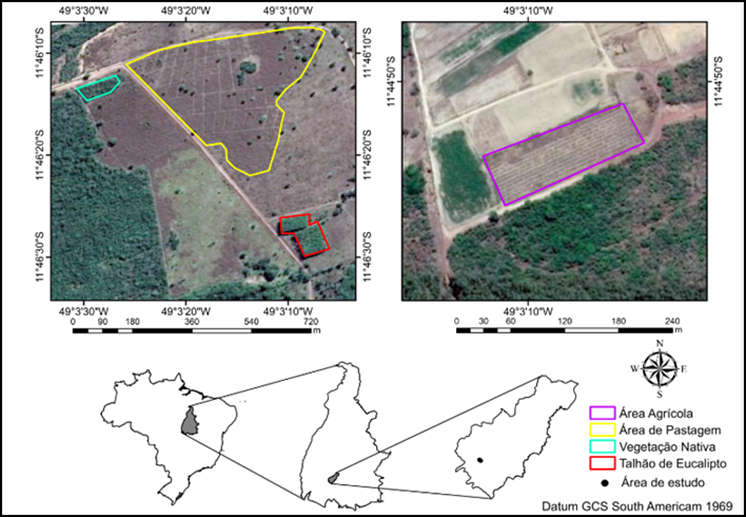 49°3'30"W 49°3'20"W 49°3'10"W
49°3'10"W
11°46'10"S 11°46'10"S
11°44'50"S 11°44'50"S
11°46'20"S 11°46'20"S
11°46'30"S 11°46'30"S
49°3'30"W 49°3'20"W 49°3'10"W
49°3'10"W
0 90 180 360 540 720 m
0 30 60 120 180 240 m
N
W E
S
Área Agrícola
Área de Pastagem
Vegetação Nativa
Talhão de Eucalipto
Área de estudo
Datum GCS South Americam 1969